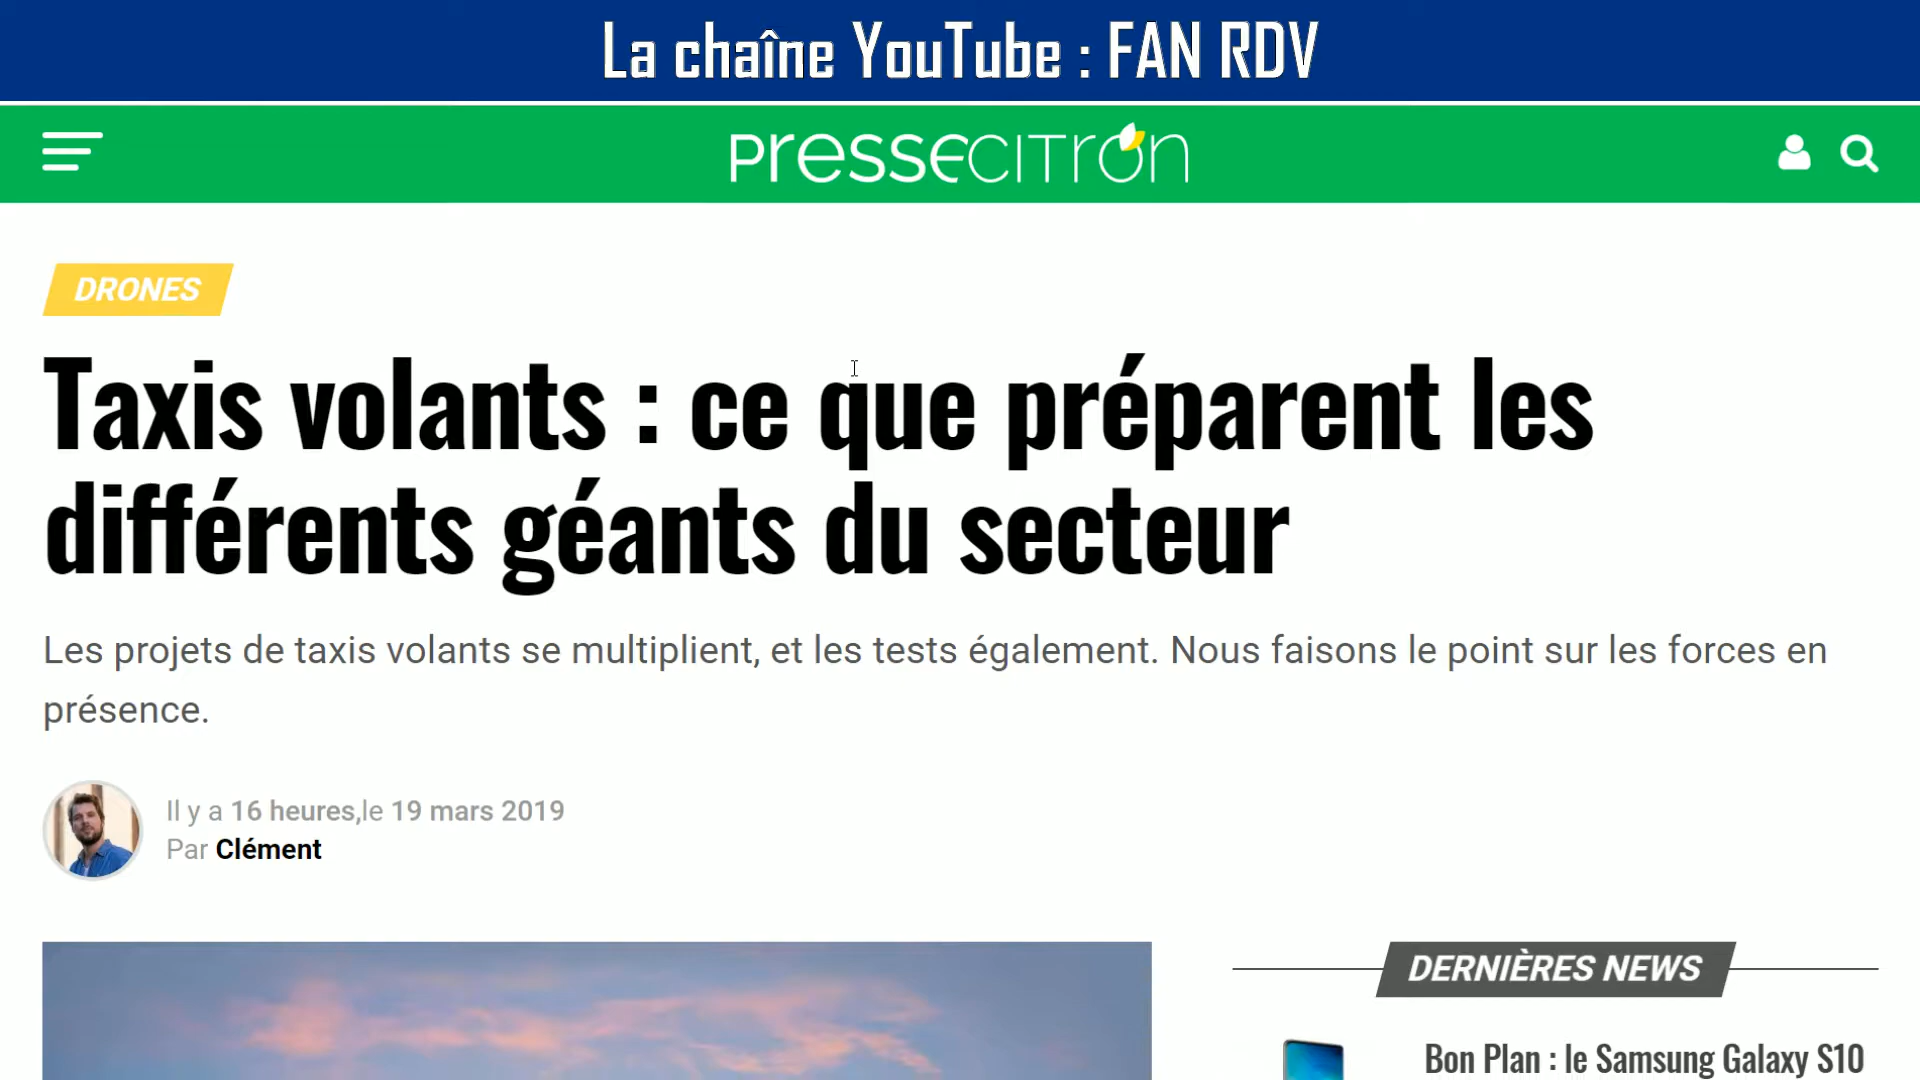 La chaîne YouTube : FAN RDV
PRESSECITRON
DRONES
Taxis volants : ce que préparent les
différents géants du secteur
Les projets de taxis volants se multiplient, et les tests également. Nous faisons le point sur les forces en
présence.
Il y a 16 heures,le 19 mars 2019
Par Clément
DERNIÈRES NEWS
Bon Plan : le Samsung Galaxy S10